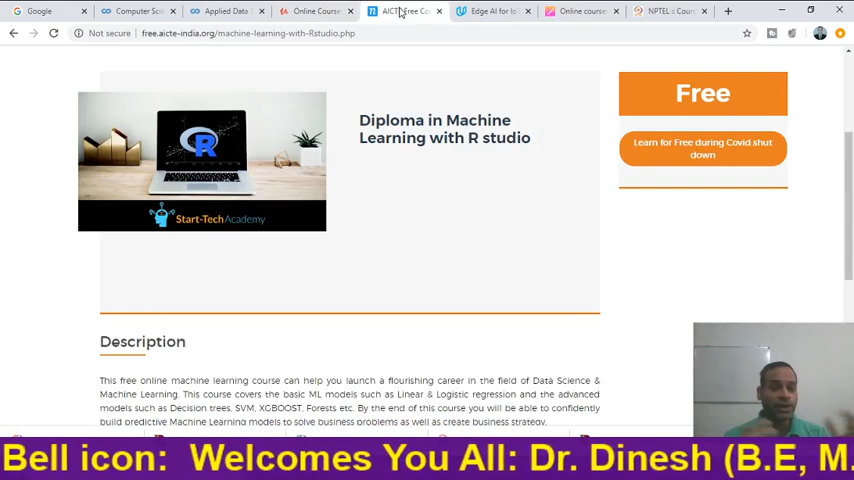 Google
Computer Scie
Applied Data S
Online Course
AICTE Free Co
Edge AI for Io
Online course
NPTEL :: Cours
Not secure
free.aicte-india.org/machine-learning-with-Rstudio.php
R
Start-Tech Academy
Diploma in Machine
Learning with R studio
Free
Learn for Free during Covid shut
down
Description
This free online machine learning course can help you launch a flourishing career in the field of Data Science &
Machine Learning. This course covers the basic ML models such as Linear & Logistic regression and the advanced
models such as Decision trees, SVM, XGBOOST, Forests etc. By the end of this course you will be able to confidently
build predictive Machine Learning models to solve business problems as well as create business strategy.
Bell icon: Welcomes You All: Dr. Dinesh (B.E, M.